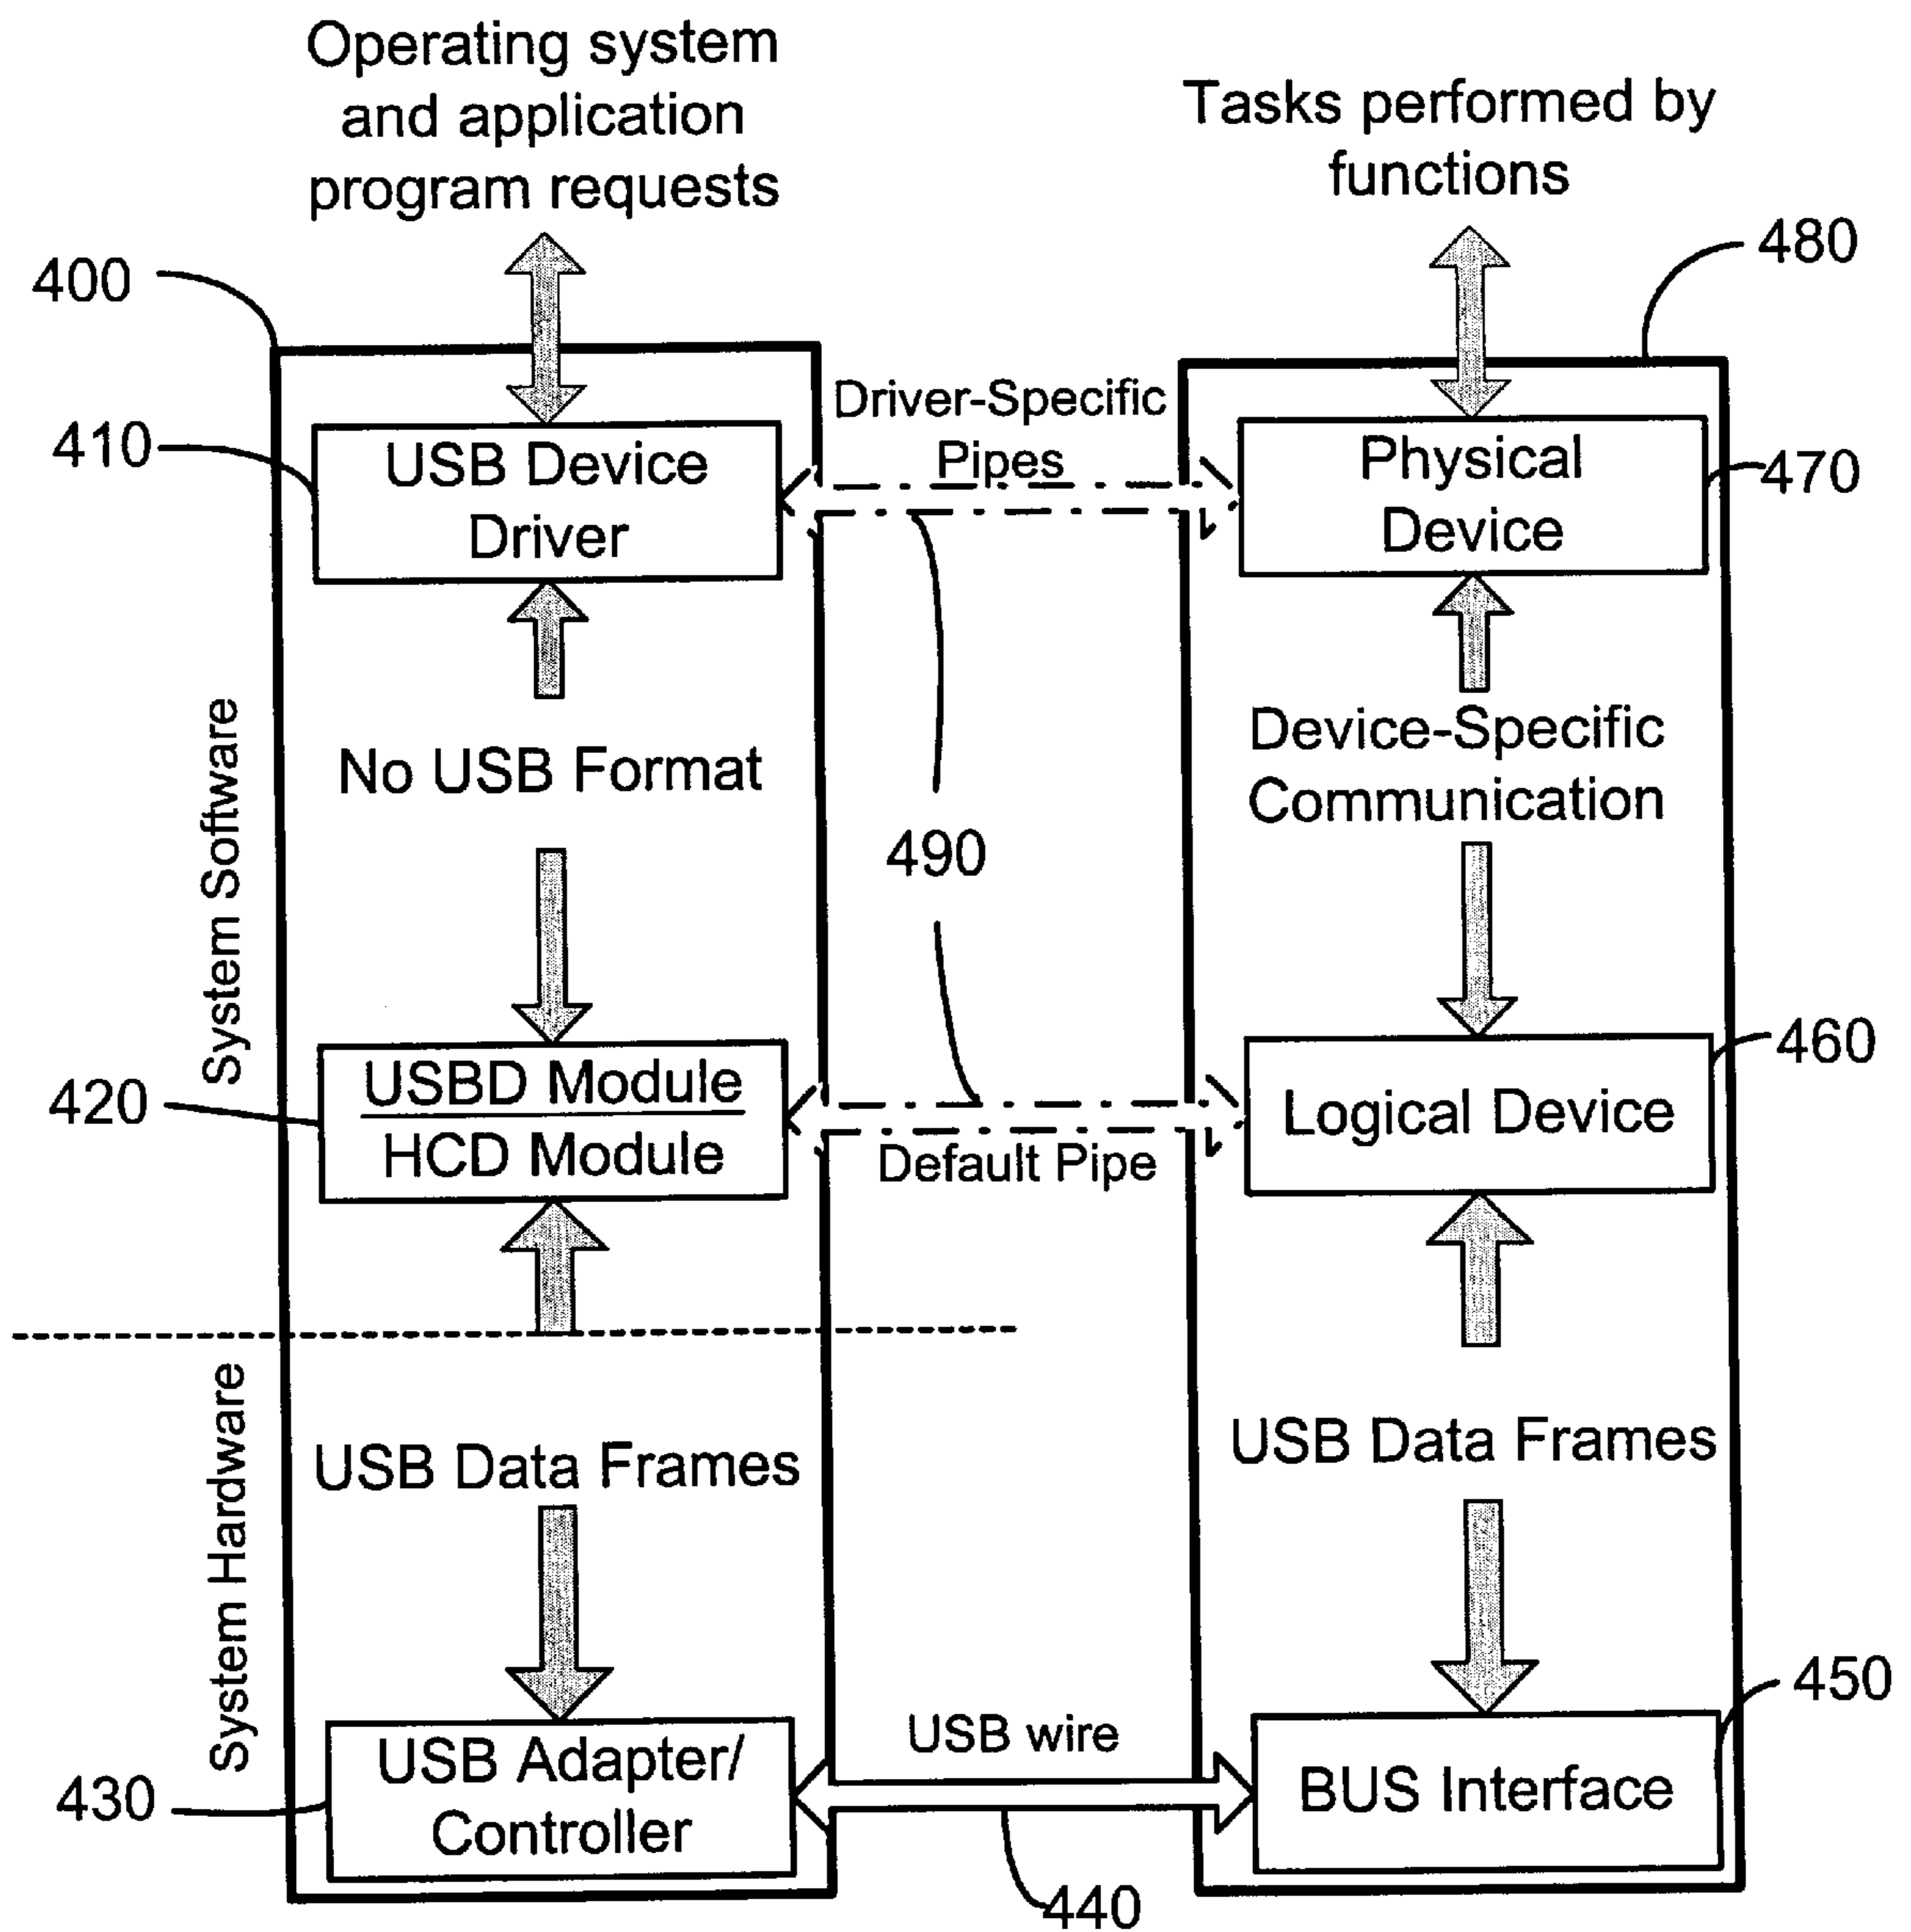 Operating system
and application
program requests
Tasks performed by
functions
400
480
410
USB Device
Driver
Driver-Specific
Pipes
Physical
Device
470
System Software
No USB Format
490
Device-Specific
Communication
420
USBD Module
HCD Module
Default Pipe
Logical Device
460
System Hardware
USB Data Frames
USB Data Frames
430
USB Adapter/
Controller
USB wire
440
BUS Interface
450